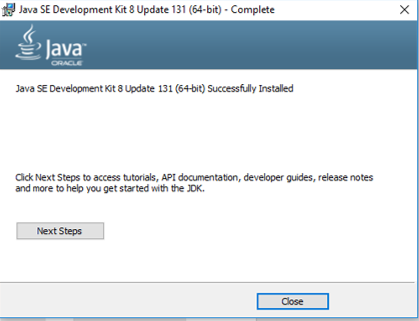 Java SE Development Kit 8 Update 131 (64-bit) - Complete
Java™
ORACLE
Java SE Development Kit 8 Update 131 (64-bit) Successfully Installed
Click Next Steps to access tutorials, API documentation, developer guides, release notes
and more to help you get started with the JDK.
Next Steps
Close